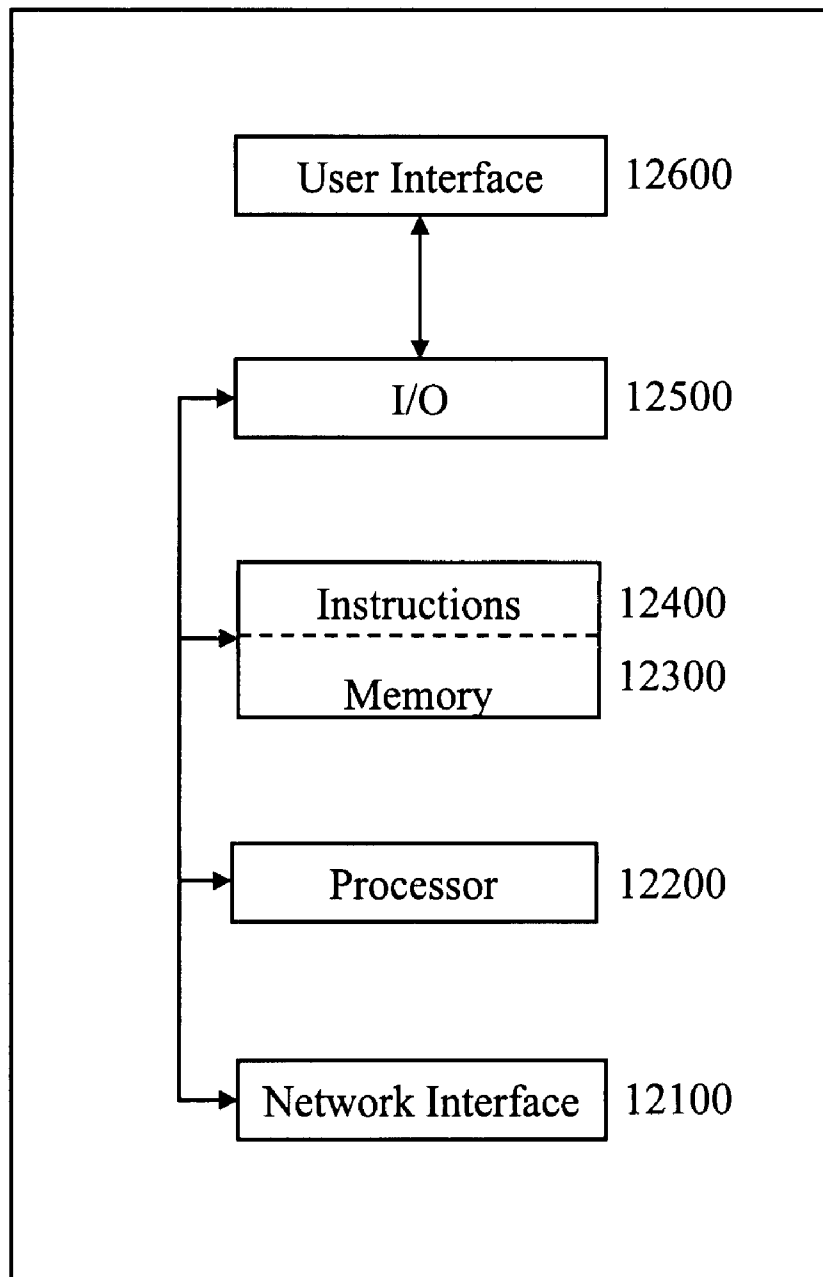 User Interface 12600
I/O 12500
Instructions 12400
Memory 12300
Processor 12200
Network Interface 12100